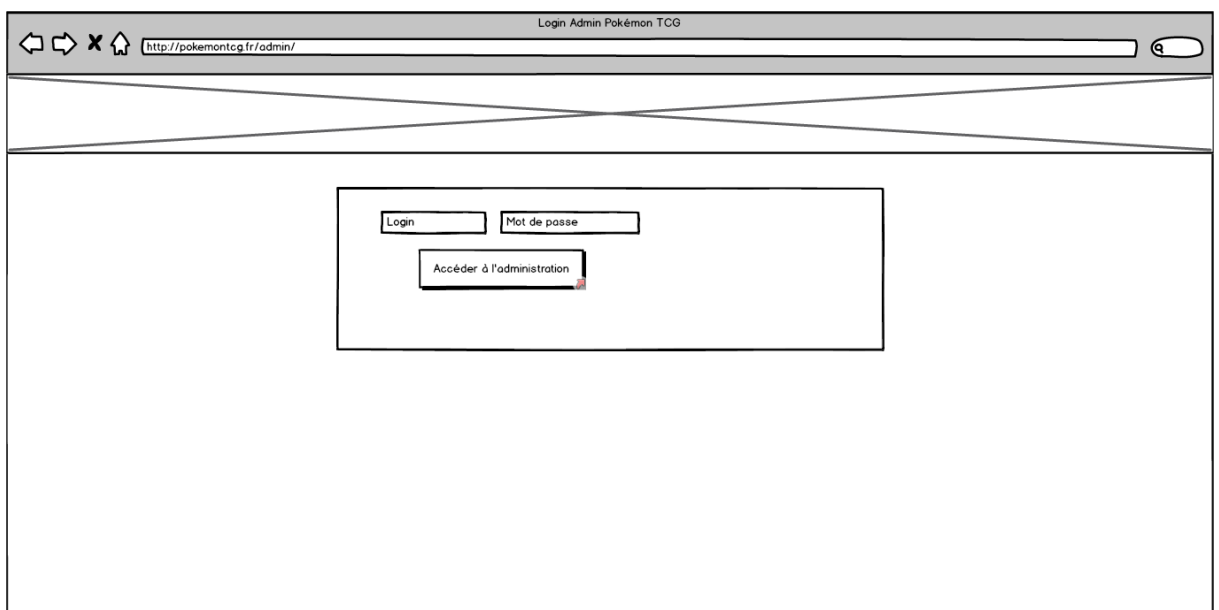 Login Admin Pokémon TCG
http://pokemontcg.fr/admin/
Login
Mot de passe
Accéder à l'administration